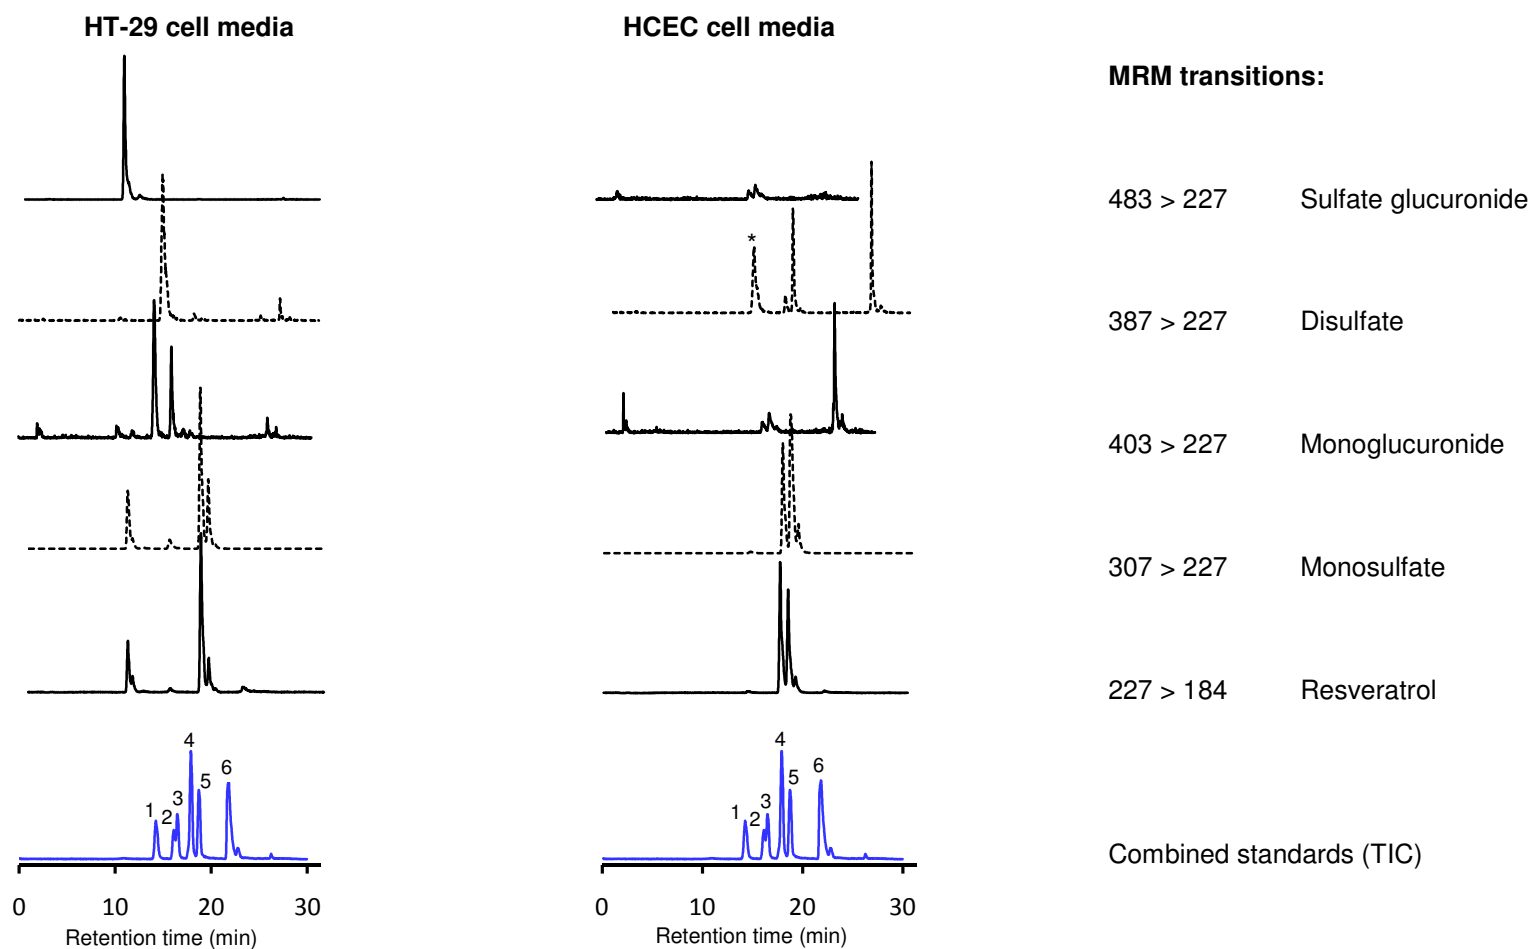 HT-29 cell media
HCEC cell media
MRM transitions:
483 > 227 Sulfate glucuronide
*
387 > 227 Disulfate
403 > 227 Monoglucuronide
307 > 227 Monosulfate
227 > 184 Resveratrol
1 2 3 4 5 6
1 2 3 4 5 6
Combined standards (TIC)
0 10 20 30
0 10 20 30
Retention time (min)
Retention time (min)